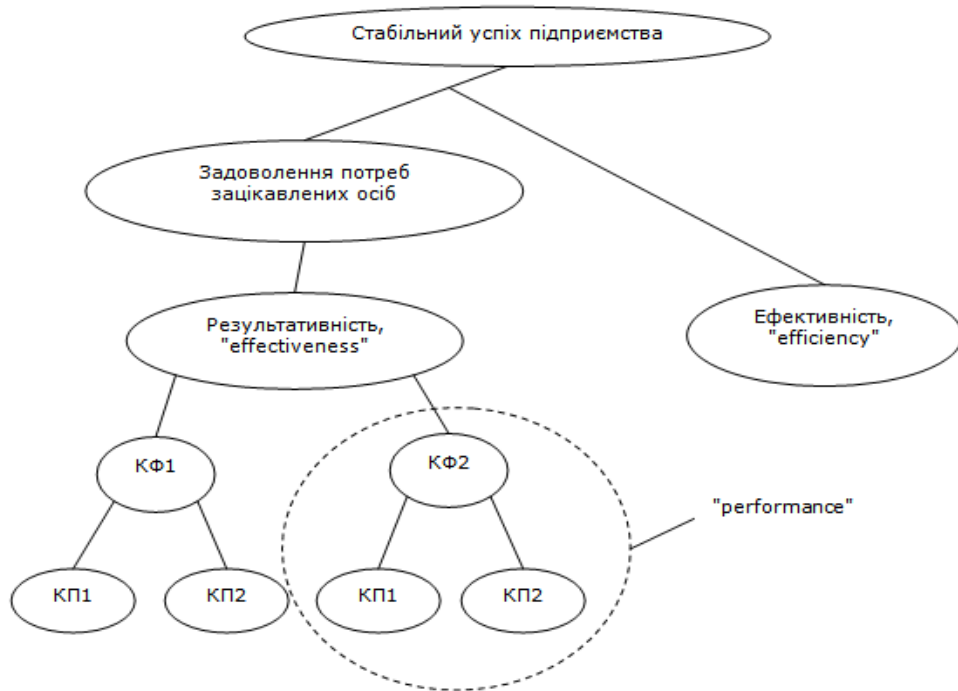 Стабільний успіх підприємства
Задоволення потреб
зацікавлених осіб
Результативність,
"effectiveness"
Ефективність,
"efficiency"
КФ1
КФ2
"performance"
КП1
КП2
КП1
КП2